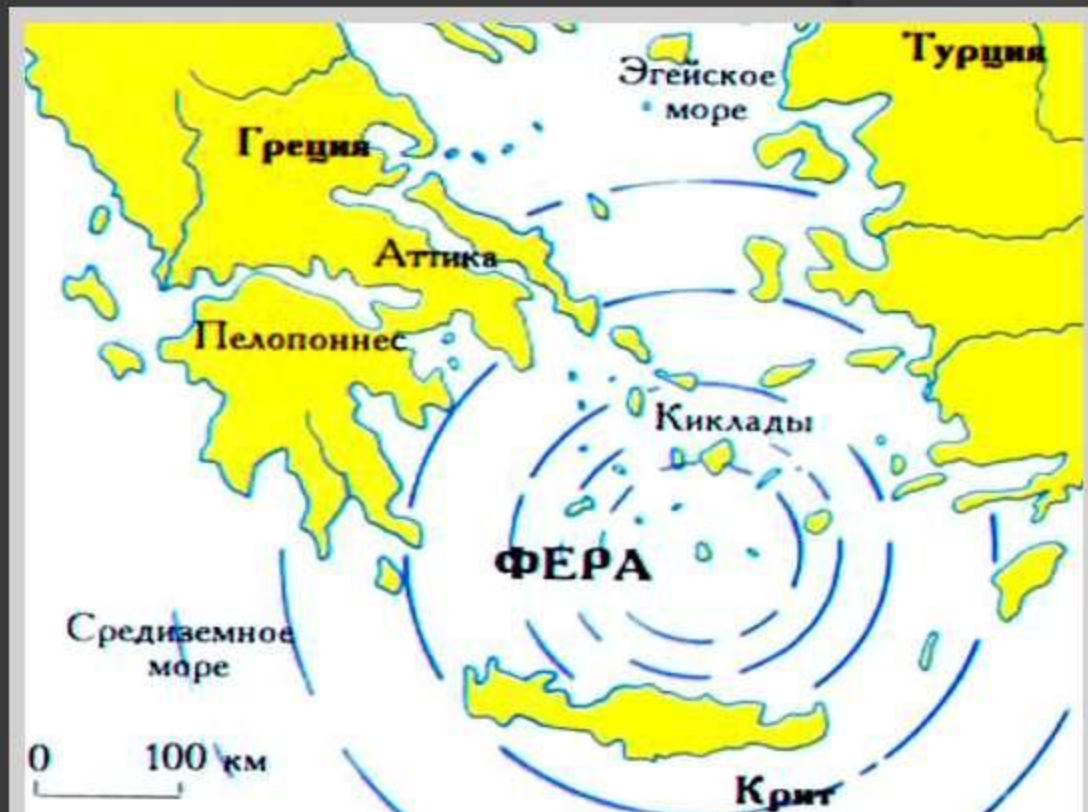 Турция
Эгейское
море
Греция
Аттика
Пелопоннес
Киклады
ФЕРА
Средиземное
море
0 100 км
Крит